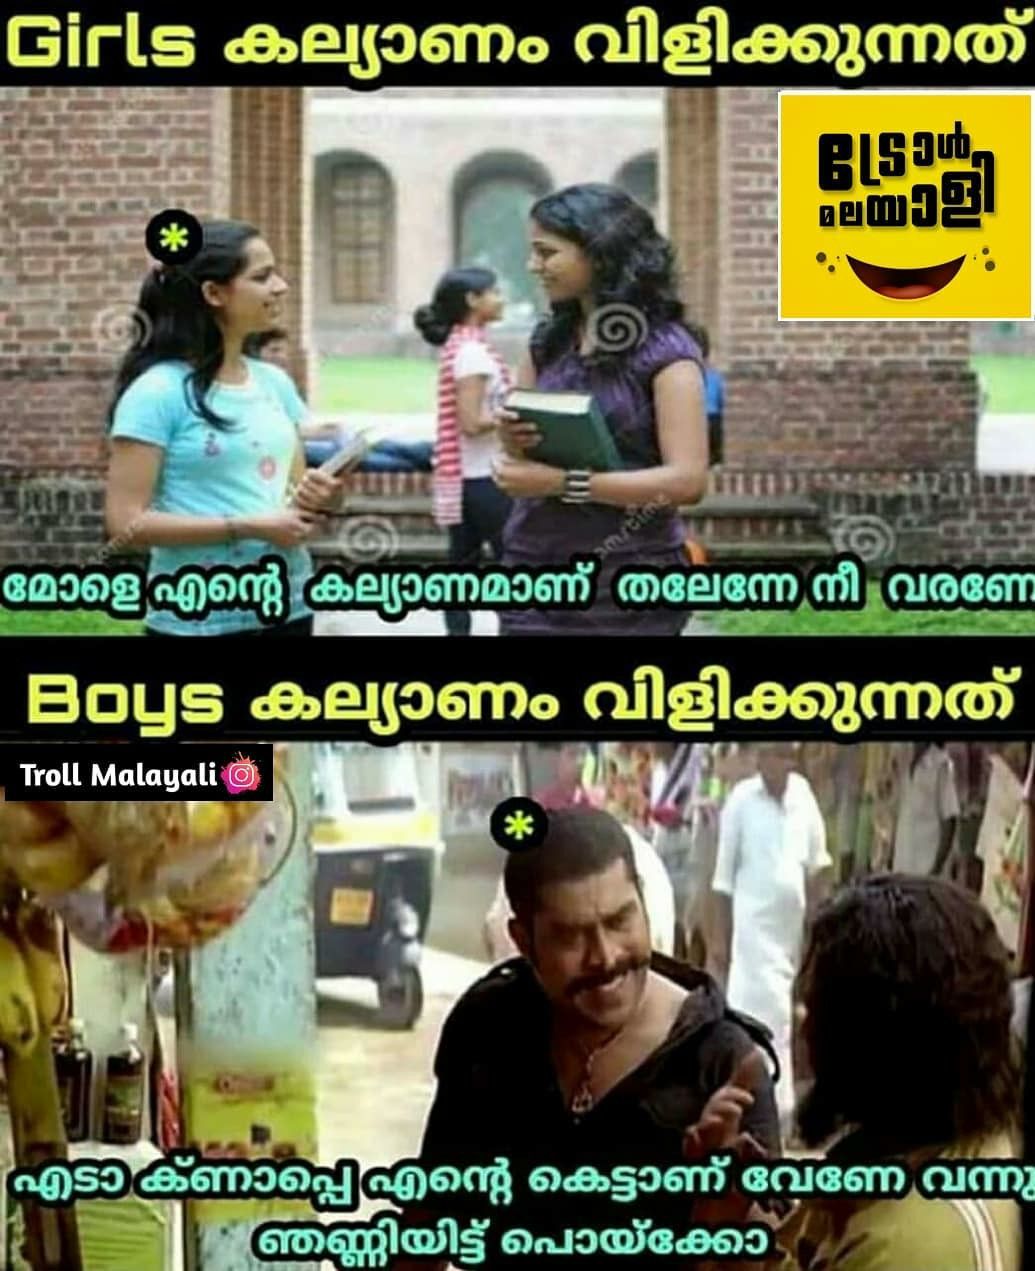 Girls കല്യാണം വിളിക്കുന്നത്
ട്രോൾ
മലയാളി
മോളെ എന്റെ കല്യാണമാണ് തലേന്നേ നീ വരണേ
Boys കല്യാണം വിളിക്കുന്നത്
Troll Malayali
എടാ ക്ണാപ്പെ എന്റെ കെട്ടാണ് വേണേ വന്നു
ഞണ്ണിയിട്ട് പൊയ്ക്കോ